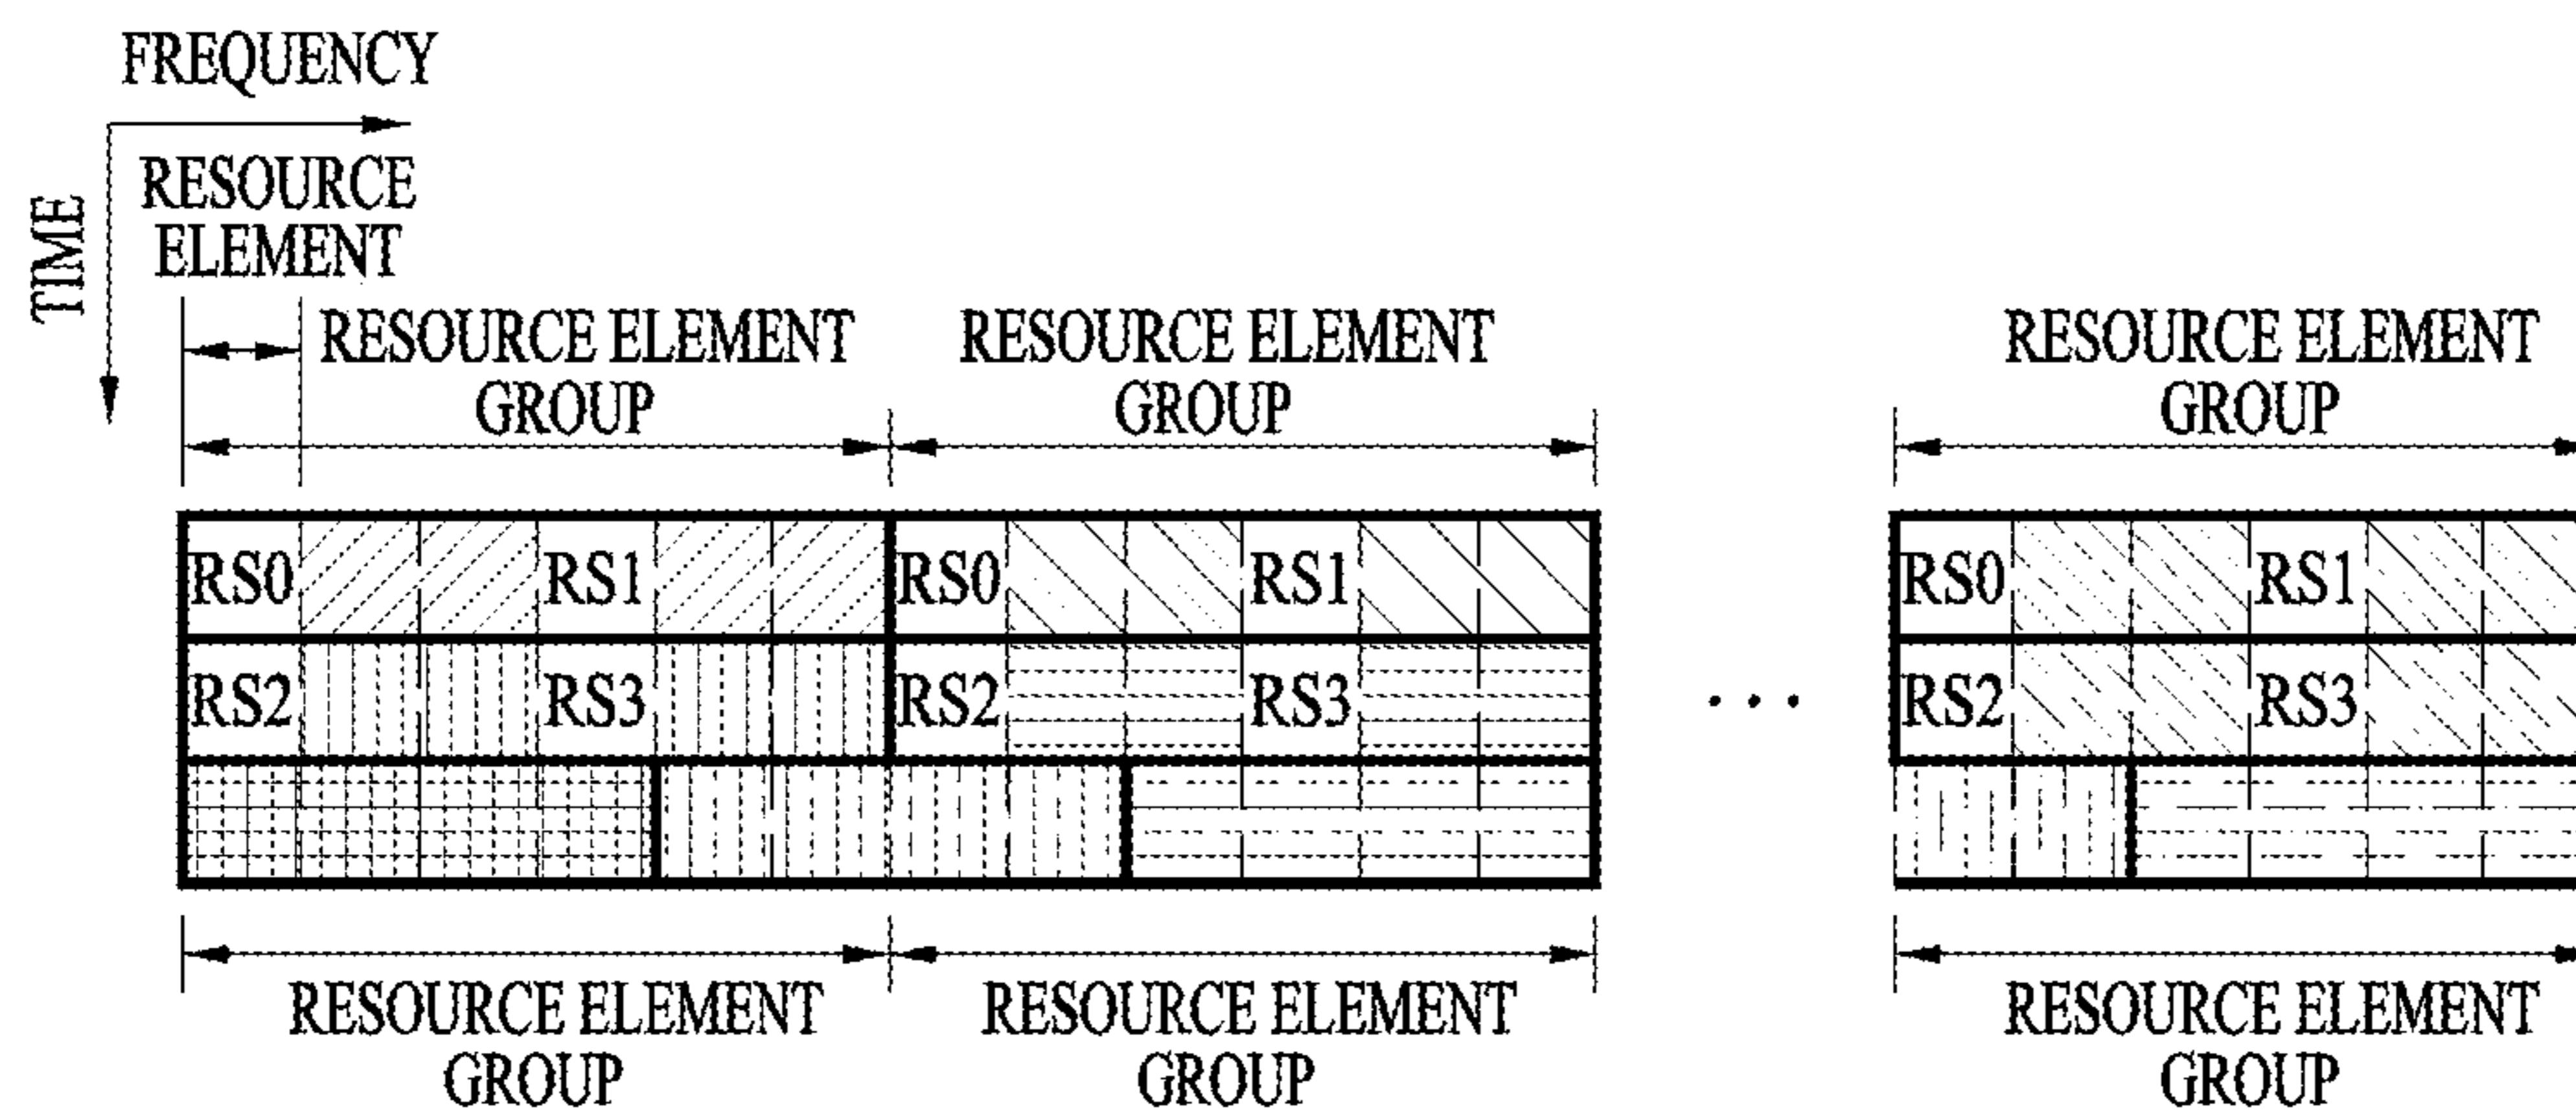 FREQUENCY
TIME
RESOURCE
ELEMENT
RESOURCE ELEMENT
GROUP
RESOURCE ELEMENT
GROUP
RESOURCE ELEMENT
GROUP
RS0 RS1 RS0 RS1 RS0 RS1
RS2 RS3 RS2 RS3 ... RS2 RS3
RESOURCE ELEMENT
GROUP
RESOURCE ELEMENT
GROUP
RESOURCE ELEMENT
GROUP